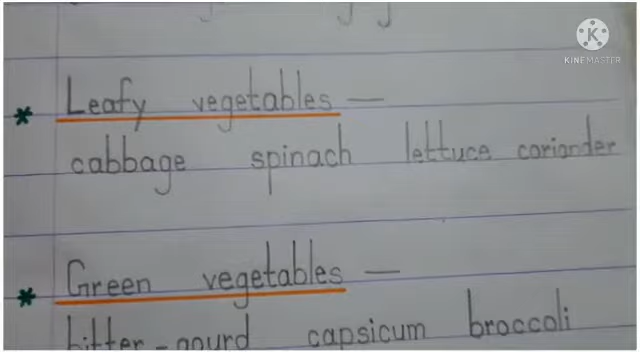 K
KINEMASTER
* Leafy vegetables —
cabbage spinach lettuce coriander
* Green vegetables —
bitter-gourd capsicum broccoli